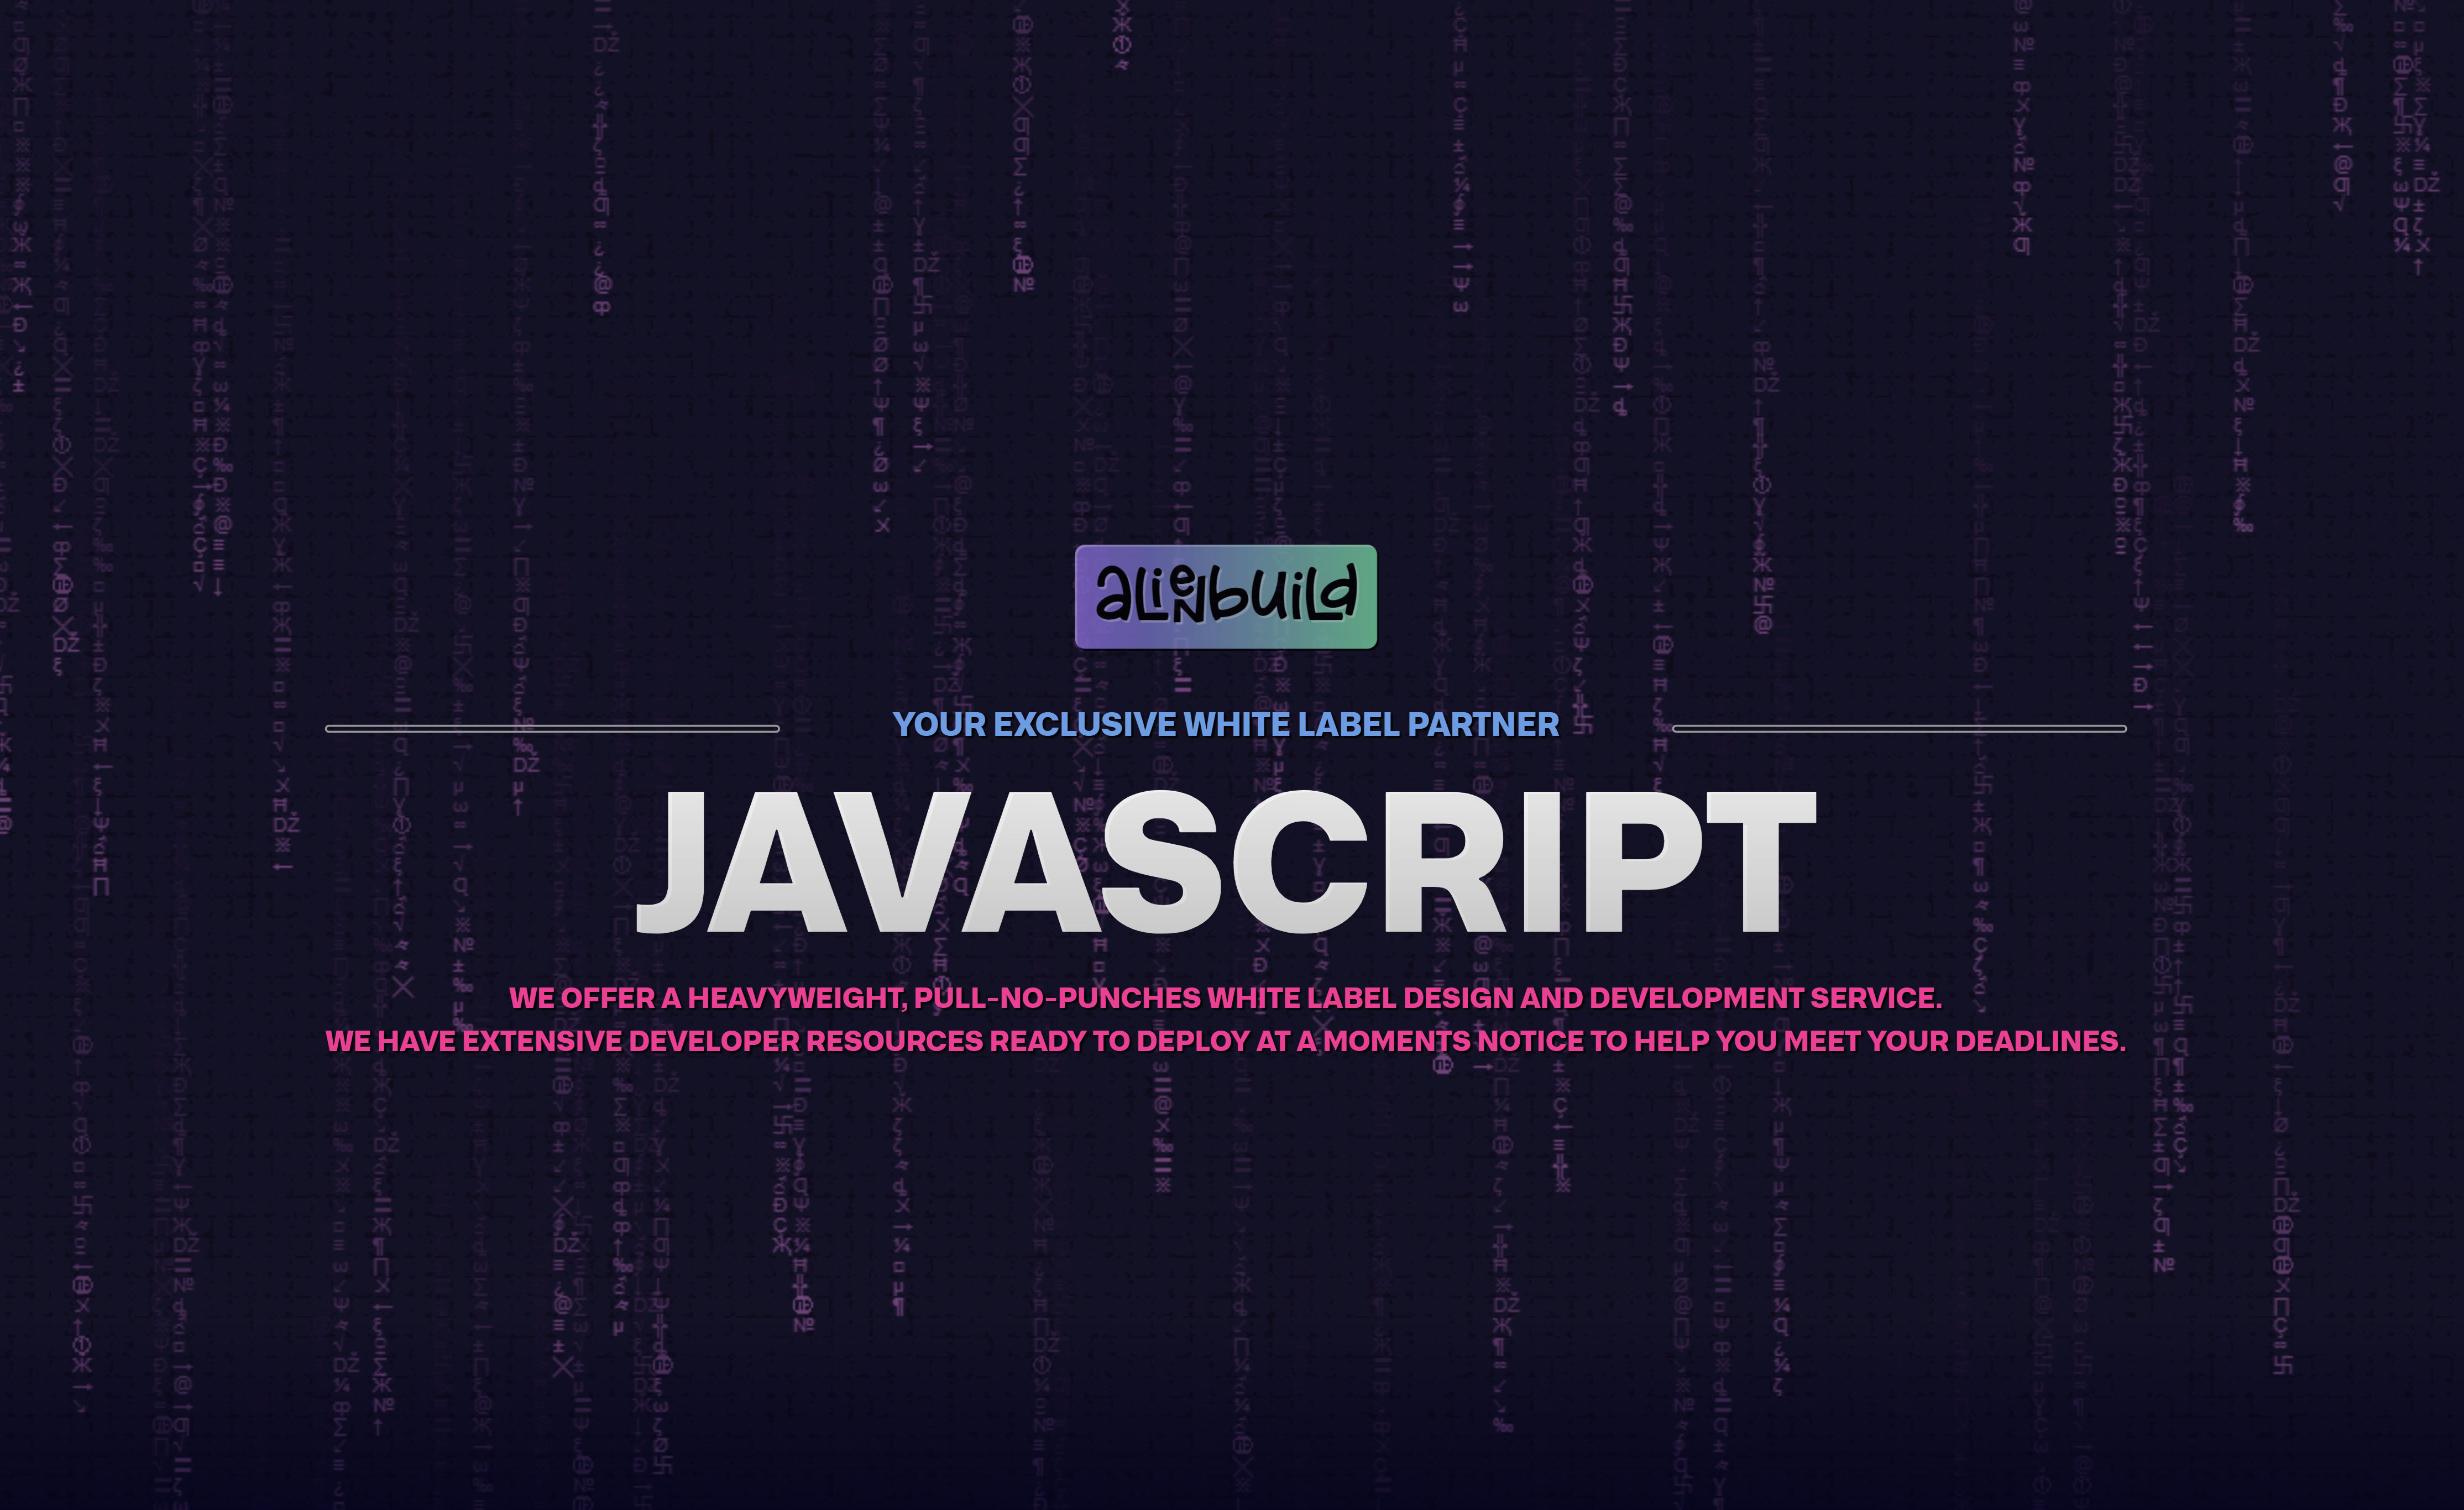 alienbuild
YOUR EXCLUSIVE WHITE LABEL PARTNER
JAVASCRIPT
WE OFFER A HEAVYWEIGHT, PULL-NO-PUNCHES WHITE LABEL DESIGN AND DEVELOPMENT SERVICE.
WE HAVE EXTENSIVE DEVELOPER RESOURCES READY TO DEPLOY AT A MOMENTS NOTICE TO HELP YOU MEET YOUR DEADLINES.